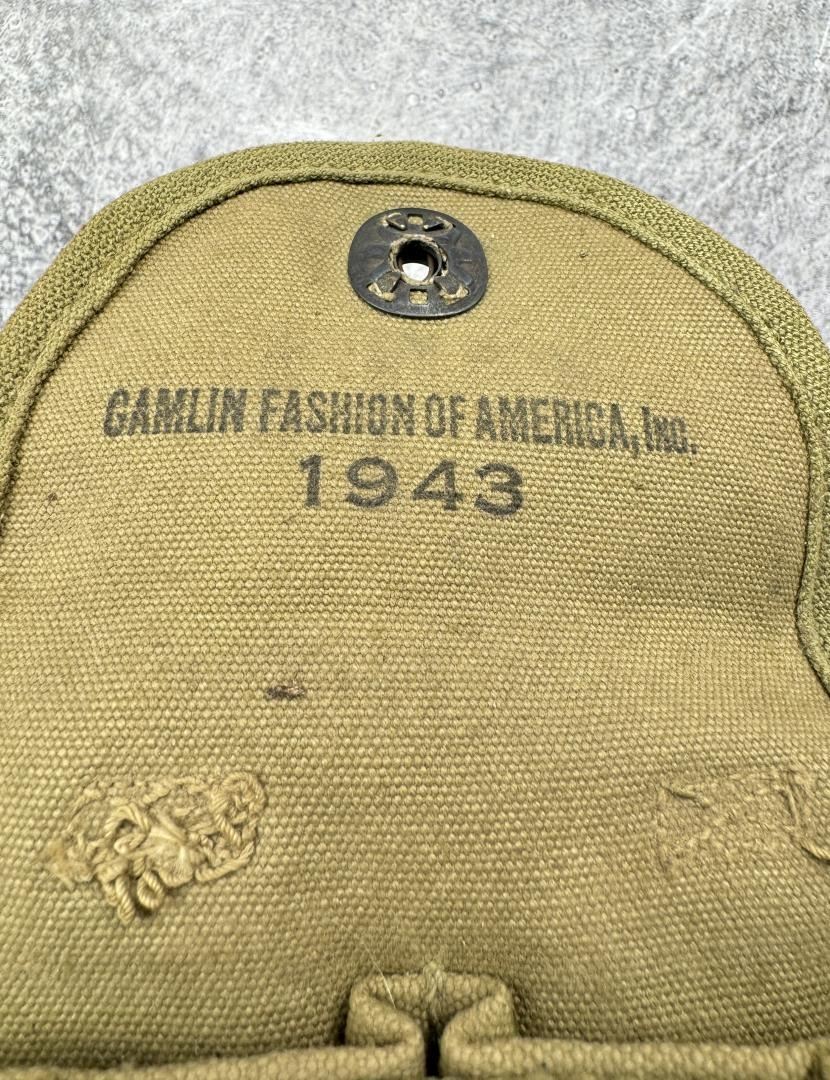 GAMLIN FASHION OF AMERICA, INC.
1943